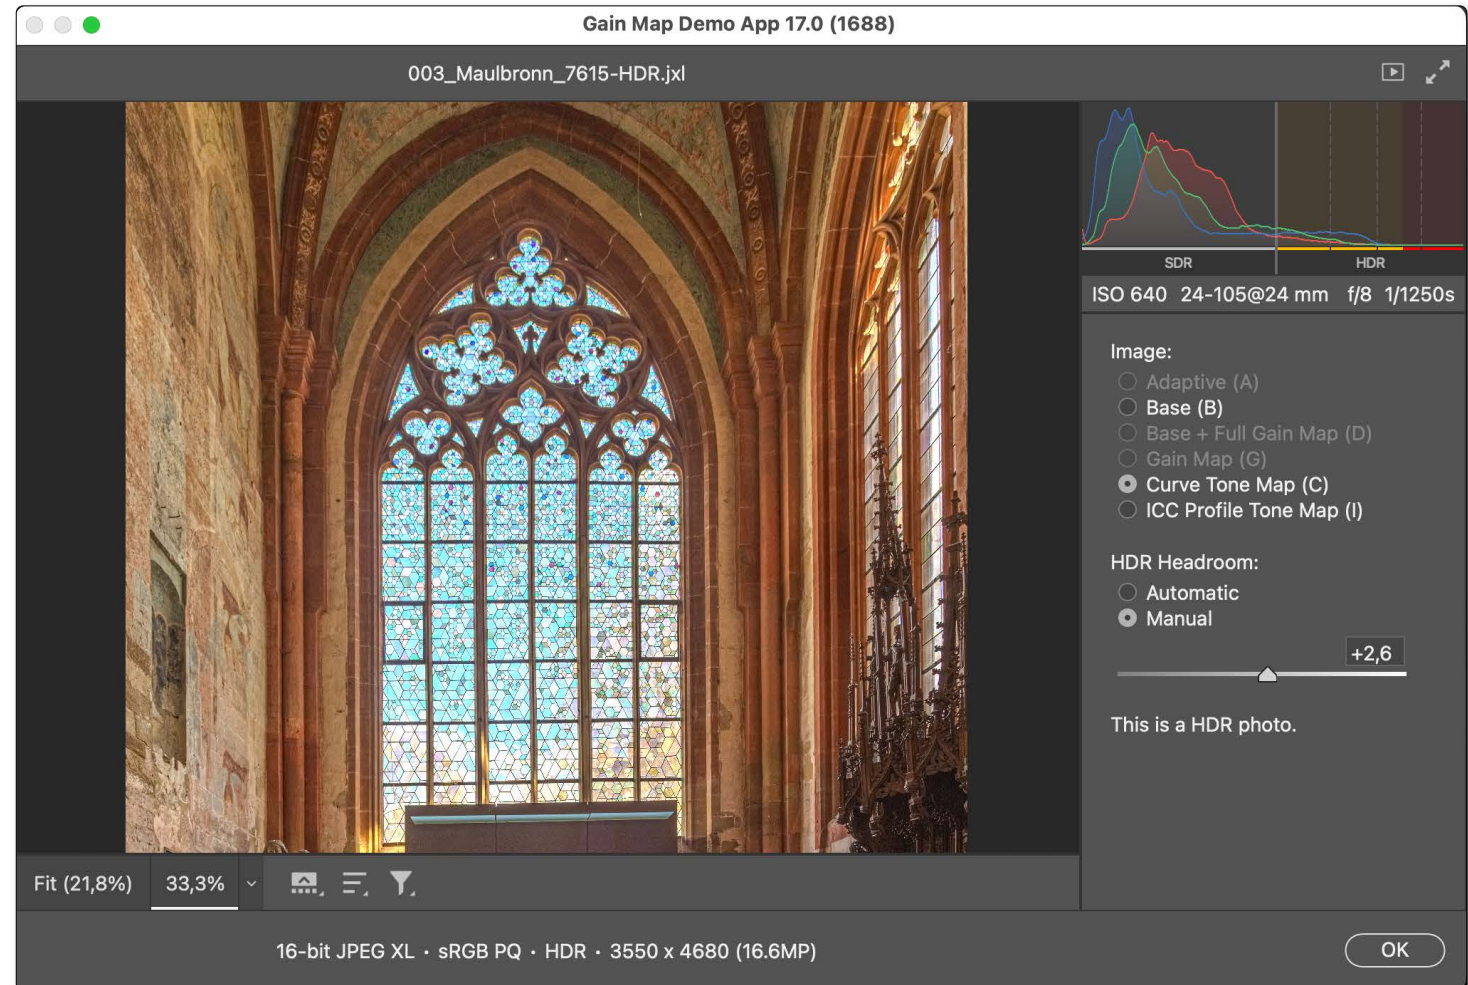 Gain Map Demo App 17.0 (1688)
003_Maulbronn_7615-HDR.jxl
SDR HDR
ISO 640 24-105@24 mm f/8 1/1250s
Image:
Adaptive (A)
Base (B)
Base + Full Gain Map (D)
Gain Map (G)
Curve Tone Map (C)
ICC Profile Tone Map (I)
HDR Headroom:
Automatic
Manual
+2,6
This is a HDR photo.
Fit (21,8%) 33,3%
16-bit JPEG XL · sRGB PQ · HDR · 3550 x 4680 (16.6MP)
OK